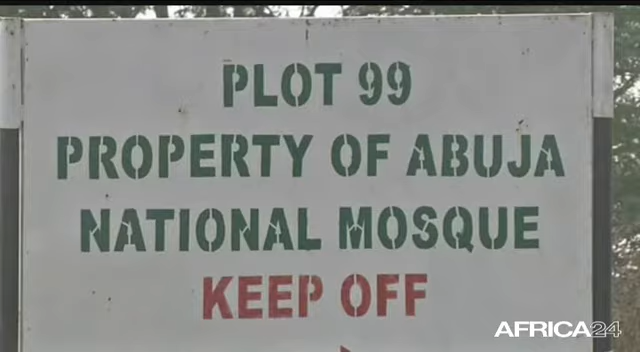 PLOT 99
PROPERTY OF ABUJA
NATIONAL MOSQUE
KEEP OFF
AFRICA24